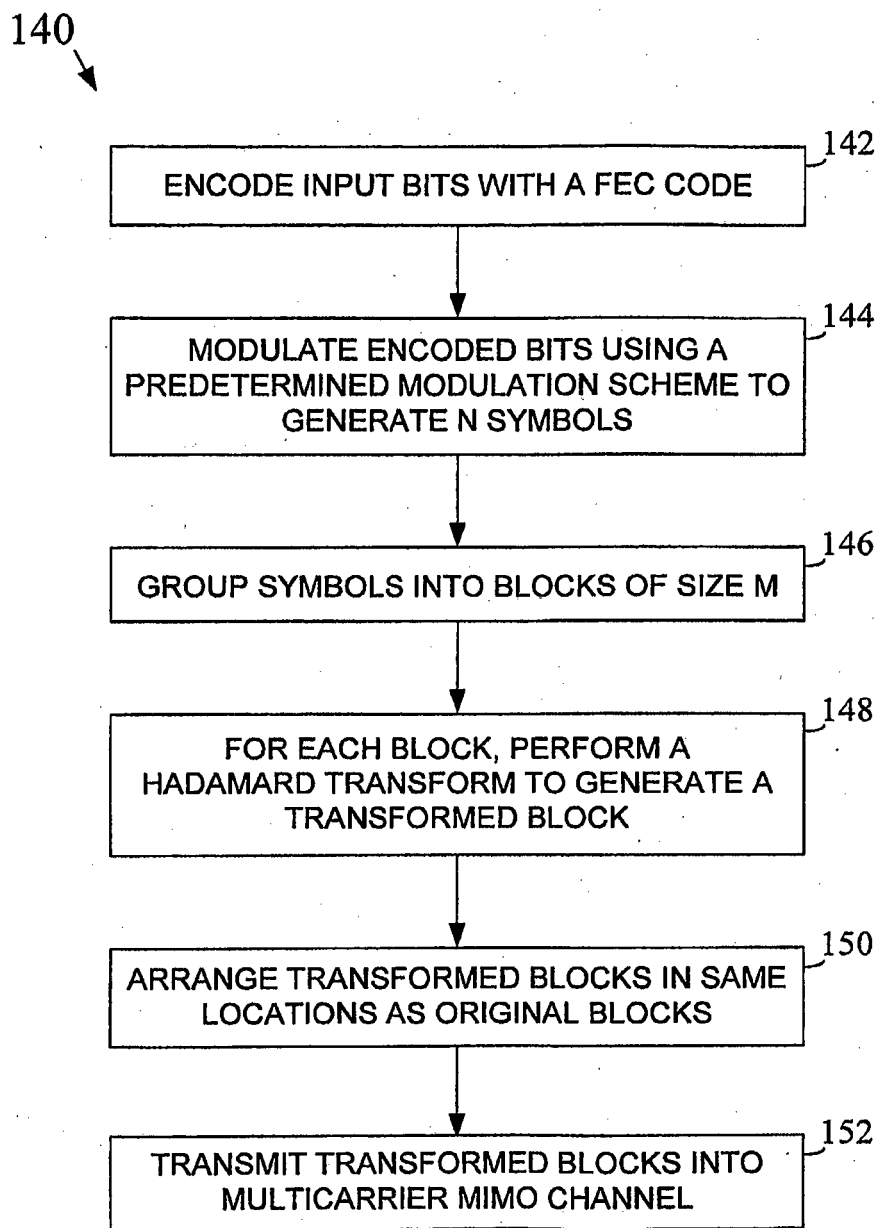 140
142
ENCODE INPUT BITS WITH A FEC CODE
144
MODULATE ENCODED BITS USING A
PREDETERMINED MODULATION SCHEME TO
GENERATE N SYMBOLS
146
GROUP SYMBOLS INTO BLOCKS OF SIZE M
148
FOR EACH BLOCK, PERFORM A
HADAMARD TRANSFORM TO GENERATE A
TRANSFORMED BLOCK
150
ARRANGE TRANSFORMED BLOCKS IN SAME
LOCATIONS AS ORIGINAL BLOCKS
152
TRANSMIT TRANSFORMED BLOCKS INTO
MULTICARRIER MIMO CHANNEL